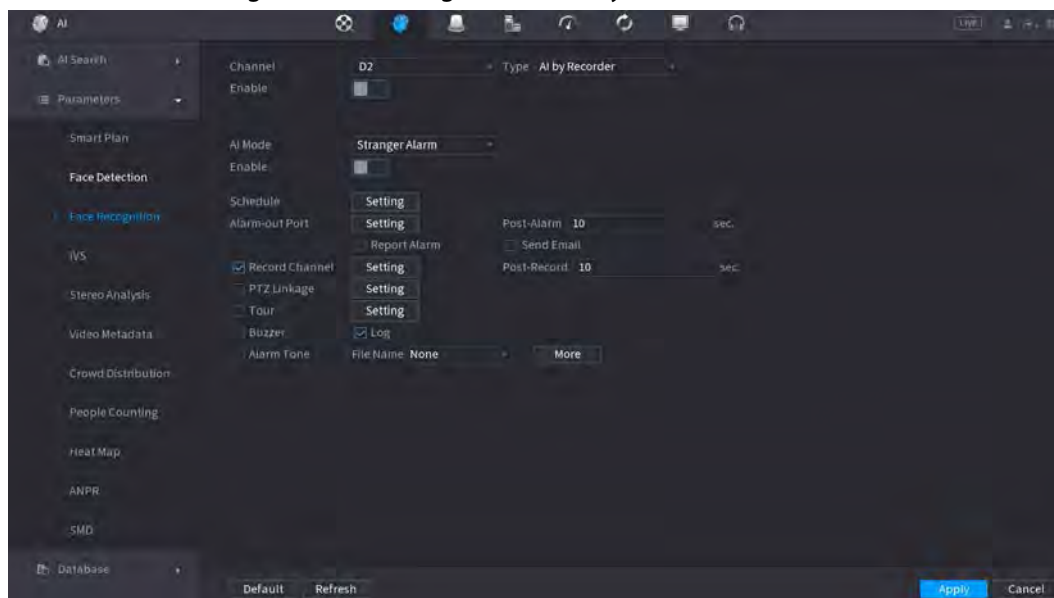 AI
LIVE
AI Search
Parameters
Smart Plan
Face Detection
Face Recognition
IVS
Stereo Analysis
Video Metadata
Crowd Distribution
People Counting
Heat Map
ANPR
SMD
Database
Channel D2 Type AI by Recorder
Enable
AI Mode Stranger Alarm
Enable
Schedule Setting
Alarm-out Port Setting Post-Alarm 10 sec.
Report Alarm Send Email
Record Channel Setting Post-Record 10 sec.
PTZ Linkage Setting
Tour Setting
Buzzer Log
Alarm Tone File Name None More
Default Refresh Apply Cancel